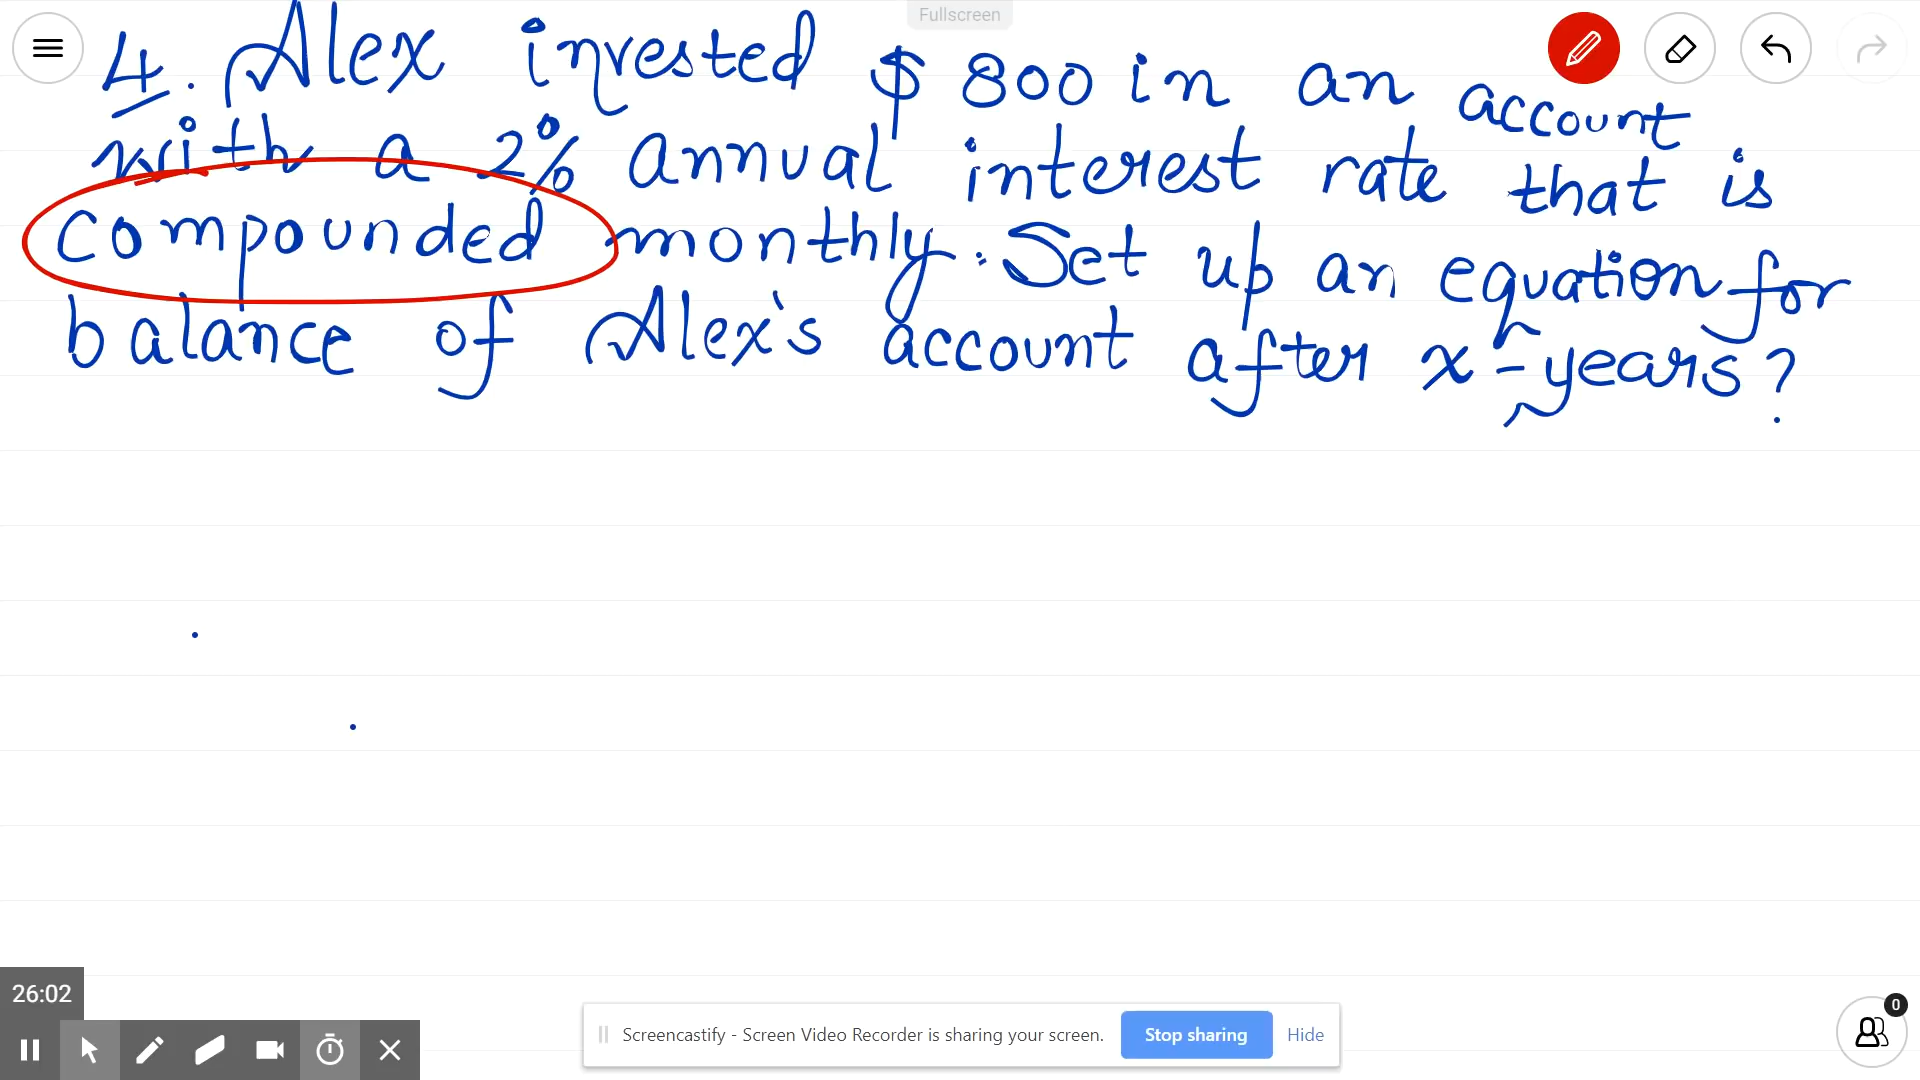 Fullscreen
4. Alex invested $ 800 in an account
with a 2% annual interest rate that is
compounded monthly. Set up an equation for
balance of Alex's account after x-years?
26:02
Screencastify - Screen Video Recorder is sharing your screen.
Stop sharing
Hide
0